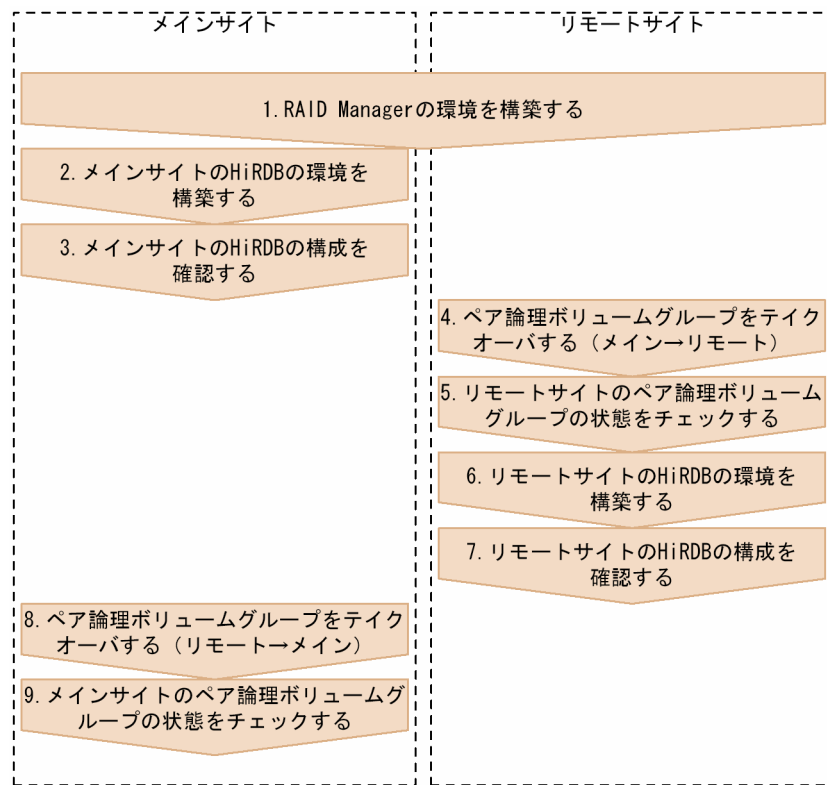 メインサイト
リモートサイト
1.RAID Managerの環境を構築する
2.メインサイトのHiRDBの環境を
構築する
3.メインサイトのHiRDBの構成を
確認する
4.ペア論理ボリュームグループをテイク
オーバする（メイン→リモート）
5.リモートサイトのペア論理ボリューム
グループの状態をチェックする
6.リモートサイトのHiRDBの環境を
構築する
7.リモートサイトのHiRDBの構成を
確認する
8.ペア論理ボリュームグループをテイク
オーバする（リモート→メイン）
9.メインサイトのペア論理ボリュームグ
ループの状態をチェックする